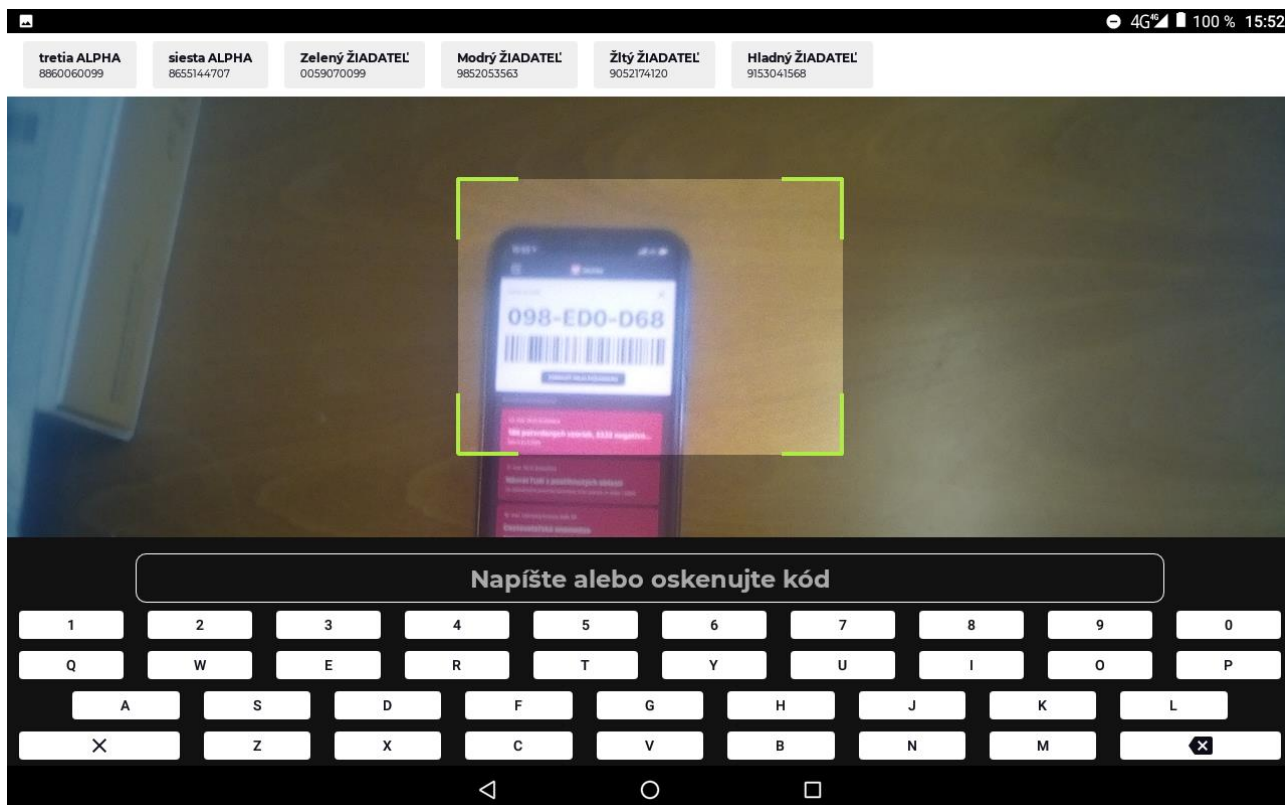 4G 4G 100 % 15:52
tretia ALPHA
8860060099
siesta ALPHA
8655144707
Zelený ŽIADATEĽ
0059070099
Modrý ŽIADATEĽ
9852053563
Žltý ŽIADATEĽ
9052174120
Hladný ŽIADATEĽ
9153041568
098-ED0-D68
Napíšte alebo oskenujte kód
1 2 3 4 5 6 7 8 9 0
Q W E R T Y U I O P
A S D F G H J K L
Z X C V B N M